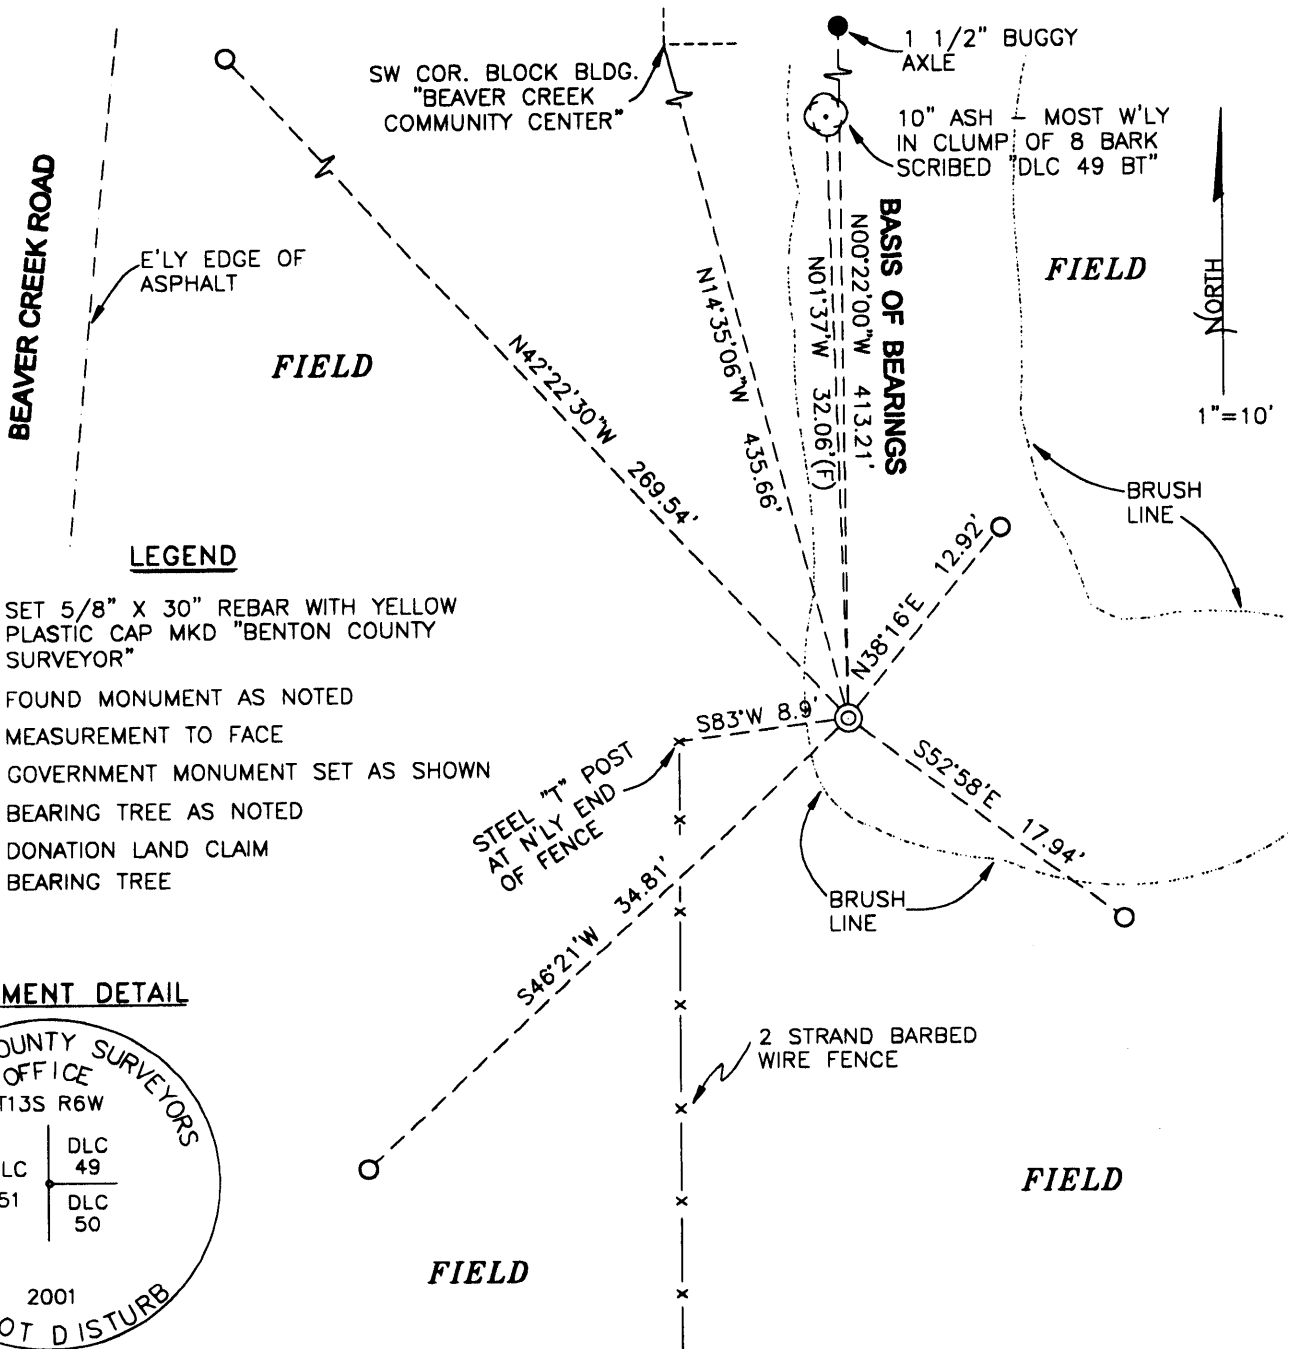 1 1/2" BUGGY
AXLE
SW COR. BLOCK BLDG.
"BEAVER CREEK
COMMUNITY CENTER"
10" ASH - MOST W'LY
IN CLUMP OF 8 BARK
SCRIBED "DLC 49 BT"
BEAVER CREEK ROAD
E'LY EDGE OF
ASPHALT
FIELD
N42°22'30"W 269.54'
N14°35'06"W 435.66'
N01°37'W 32.06'(F)
N00°22'00"W 413.21'
BASIS OF BEARINGS
FIELD
NORTH
1"=10'
BRUSH
LINE
N38°16'E 12.92'
LEGEND
SET 5/8" X 30" REBAR WITH YELLOW
PLASTIC CAP MKD "BENTON COUNTY
SURVEYOR"
FOUND MONUMENT AS NOTED
MEASUREMENT TO FACE
GOVERNMENT MONUMENT SET AS SHOWN
BEARING TREE AS NOTED
DONATION LAND CLAIM
BEARING TREE
S83°W 8.9'
STEEL "T" POST
AT N'LY END
OF FENCE
S52°58'E 17.94'
S46°21'W 34.81'
BRUSH
LINE
2 STRAND BARBED
WIRE FENCE
FIELD
FIELD
MENT DETAIL
OUNTY SURVEYORS
OFFICE
T13S R6W
LC
51
DLC
49
DLC
50
2001
OT DISTURB